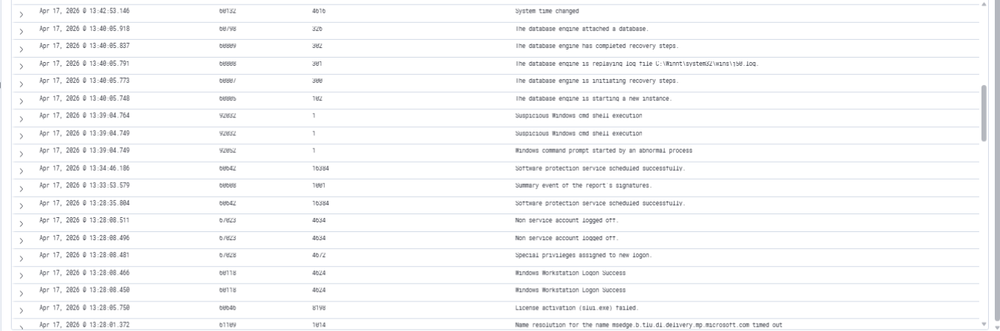 Apr 17, 2026 @ 13:42:53.146 60132 4616 System time changed
Apr 17, 2026 @ 13:40:05.918 60798 326 The database engine attached a database.
Apr 17, 2026 @ 13:40:05.837 60809 302 The database engine has completed recovery steps.
Apr 17, 2026 @ 13:40:05.791 60808 301 The database engine is replaying log file C:\Winnt\system32\wins\j50.log.
Apr 17, 2026 @ 13:40:05.773 60807 300 The database engine is initiating recovery steps.
Apr 17, 2026 @ 13:40:05.748 60805 102 The database engine is starting a new instance.
Apr 17, 2026 @ 13:39:04.764 92032 1 Suspicious Windows cmd shell execution
Apr 17, 2026 @ 13:39:04.749 92032 1 Suspicious Windows cmd shell execution
Apr 17, 2026 @ 13:39:04.749 92052 1 Windows command prompt started by an abnormal process
Apr 17, 2026 @ 13:34:46.186 60642 16384 Software protection service scheduled successfully.
Apr 17, 2026 @ 13:33:53.579 60608 1001 Summary event of the report's signatures.
Apr 17, 2026 @ 13:28:35.804 60642 16384 Software protection service scheduled successfully.
Apr 17, 2026 @ 13:28:08.511 67023 4634 Non service account logged off.
Apr 17, 2026 @ 13:28:08.496 67023 4634 Non service account logged off.
Apr 17, 2026 @ 13:28:08.481 67028 4672 Special privileges assigned to new logon.
Apr 17, 2026 @ 13:28:08.466 60118 4624 Windows Workstation Logon Success
Apr 17, 2026 @ 13:28:08.450 60118 4624 Windows Workstation Logon Success
Apr 17, 2026 @ 13:28:05.750 60646 8198 License activation (slui.exe) failed.
Apr 17, 2026 @ 13:28:01.372 61109 1014 Name resolution for the name msedge.b.tlu.dl.delivery.mp.microsoft.com timed out